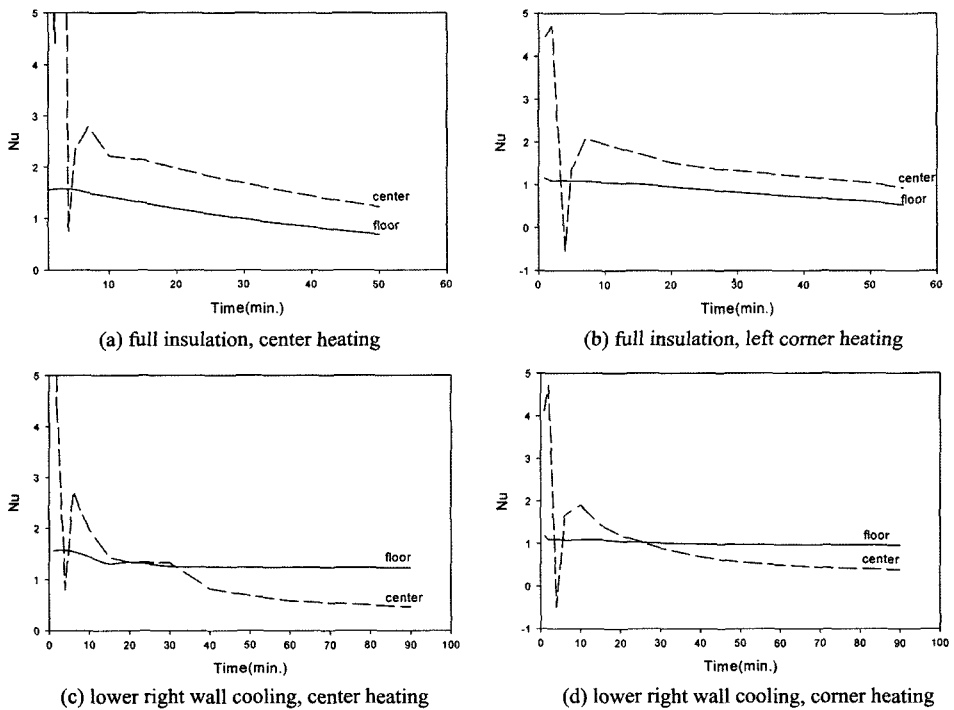 5
4
3
2
1
0
Nu
center
floor
10 20 30 40 50 60
Time(min.)
(a) full insulation, center heating
5
4
3
2
1
0
-1
Nu
center
floor
0 10 20 30 40 50 60
Time(min.)
(b) full insulation, left corner heating
5
4
3
2
1
0
Nu
floor
center
0 10 20 30 40 50 60 70 80 90 100
Time(min.)
(c) lower right wall cooling, center heating
5
4
3
2
1
0
-1
Nu
floor
center
0 10 20 30 40 50 60 70 80 90 100
Time(min.)
(d) lower right wall cooling, corner heating